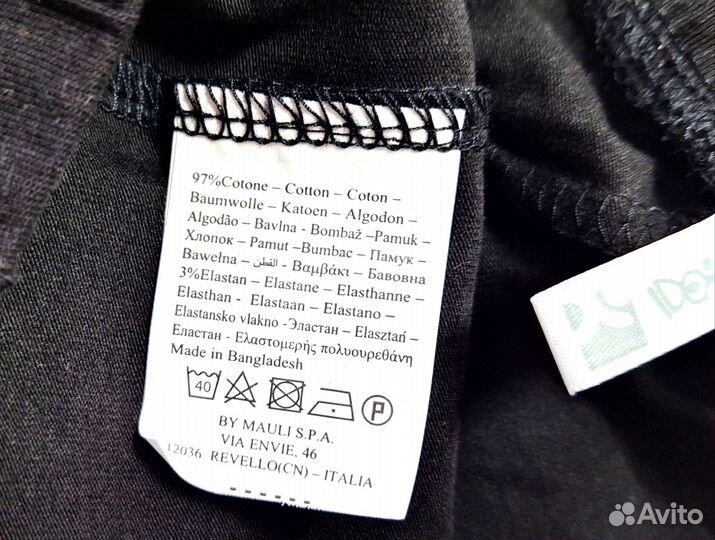 97%Cotone – Cotton – Coton –
Baumwolle – Katoen – Algodon –
Algodão – Bavlna - Bombaž –Pamuk –
Хлопок – Pamut –Bumbac – Памук –
Bawełna – القطن – Βαμβάκι – Бавовна
3%Elastan – Elastane – Elasthanne –
Elasthan - Elastaan – Elastano –
Elastansko vlakno -Эластан – Elasztán –
Еластан - Ελαστομερής πολυουρεθάνη
Made in Bangladesh
40 P
BY MAULI S.P.A.
VIA ENVIE, 46
12036 REVELLO(CN) – ITALIA
Avito